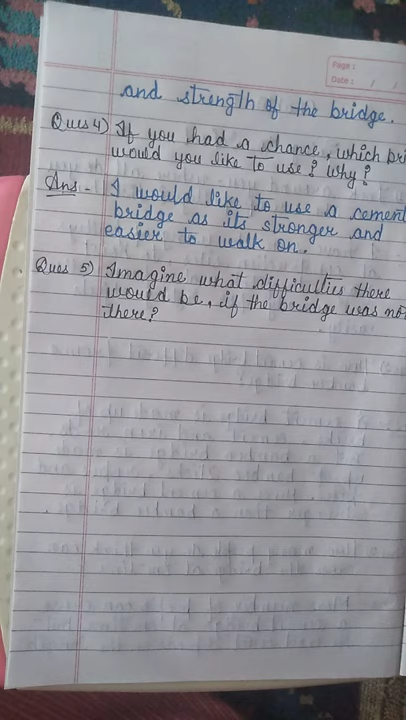 Page :
Date : / /
and strength of the bridge.
Ques 4) If you had a chance, which bri
would you like to use? Why?
Ans - I would like to use a cement
bridge as its stronger and
easier to walk on.
Ques 5) Imagine what difficulties there
would be, if the bridge was not
there?